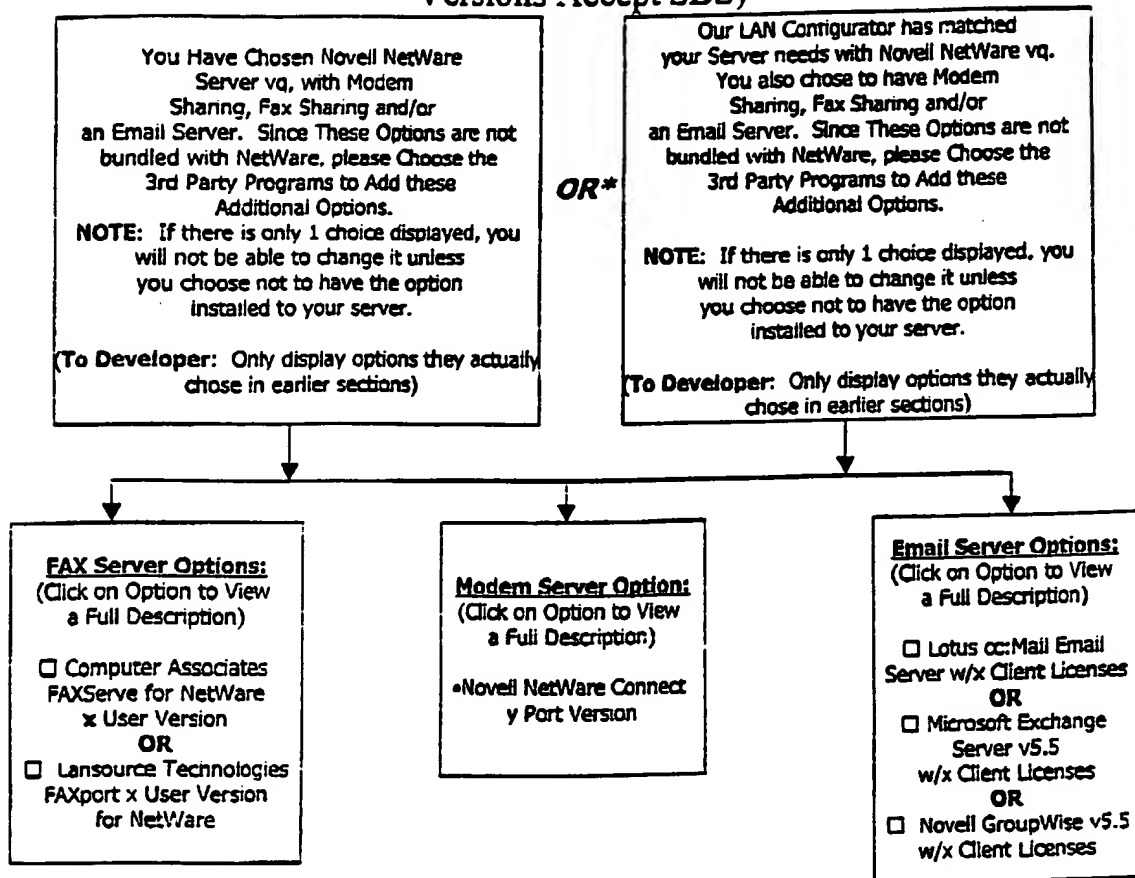 Versions Accept SBS)
You Have Chosen Novell NetWare
Server vq, with Modem
Sharing, Fax Sharing and/or
an Email Server. Since These Options are not
bundled with NetWare, please Choose the
3rd Party Programs to Add these
Additional Options.
NOTE: If there is only 1 choice displayed, you
will not be able to change it unless
you choose not to have the option
installed to your server.
(To Developer: Only display options they actually
chose in earlier sections)
OR*
Our LAN Configurator has matched
your Server needs with Novell NetWare vq.
You also chose to have Modem
Sharing, Fax Sharing and/or
an Email Server. Since These Options are not
bundled with NetWare, please Choose the
3rd Party Programs to Add these
Additional Options.
NOTE: If there is only 1 choice displayed, you
will not be able to change it unless
you choose not to have the option
installed to your server.
(To Developer: Only display options they actually
chose in earlier sections)
FAX Server Options:
(Click on Option to View
a Full Description)
☐ Computer Associates
FAXServe for NetWare
x User Version
OR
☐ Lansource Technologies
FAXport x User Version
for NetWare
Modem Server Option:
(Click on Option to View
a Full Description)
•Novell NetWare Connect
y Port Version
Email Server Options:
(Click on Option to View
a Full Description)
☐ Lotus cc:Mail Email
Server w/x Client Licenses
OR
☐ Microsoft Exchange
Server v5.5
w/x Client Licenses
OR
☐ Novell GroupWise v5.5
w/x Client Licenses